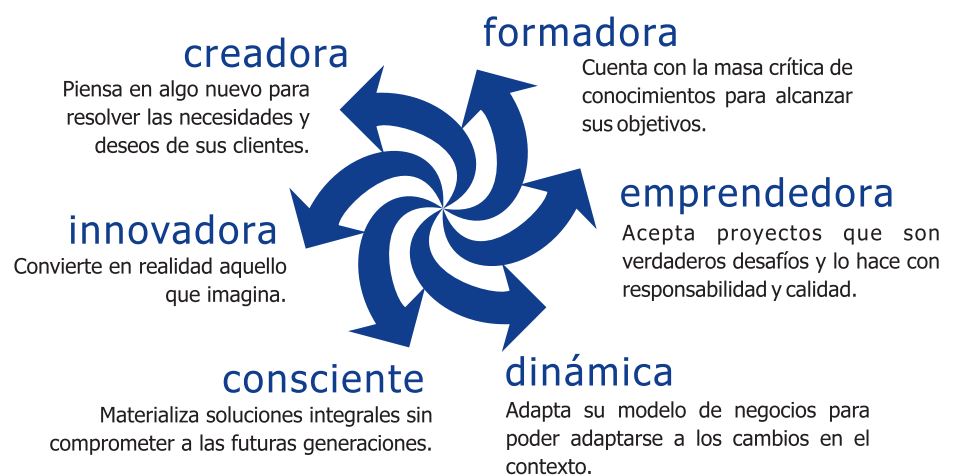 creadora
Piensa en algo nuevo para
resolver las necesidades y
deseos de sus clientes.
formadora
Cuenta con la masa crítica de
conocimientos para alcanzar
sus objetivos.
innovadora
Convierte en realidad aquello
que imagina.
emprendedora
Acepta proyectos que son
verdaderos desafíos y lo hace con
responsabilidad y calidad.
consciente
Materializa soluciones integrales sin
comprometer a las futuras generaciones.
dinámica
Adapta su modelo de negocios para
poder adaptarse a los cambios en el
contexto.